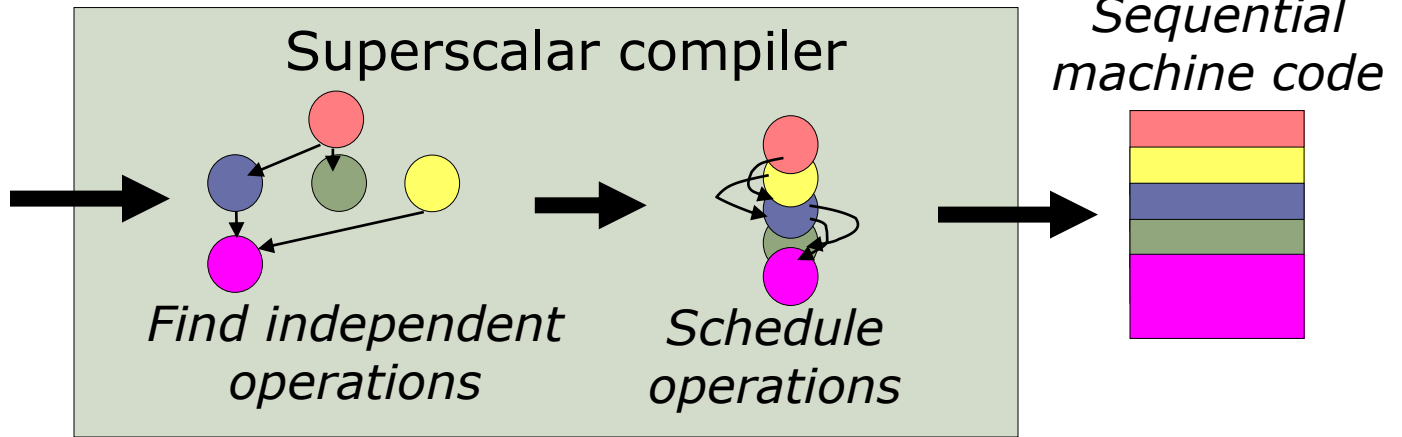 Superscalar compiler
Find independent
operations
Schedule
operations
Sequential
machine code